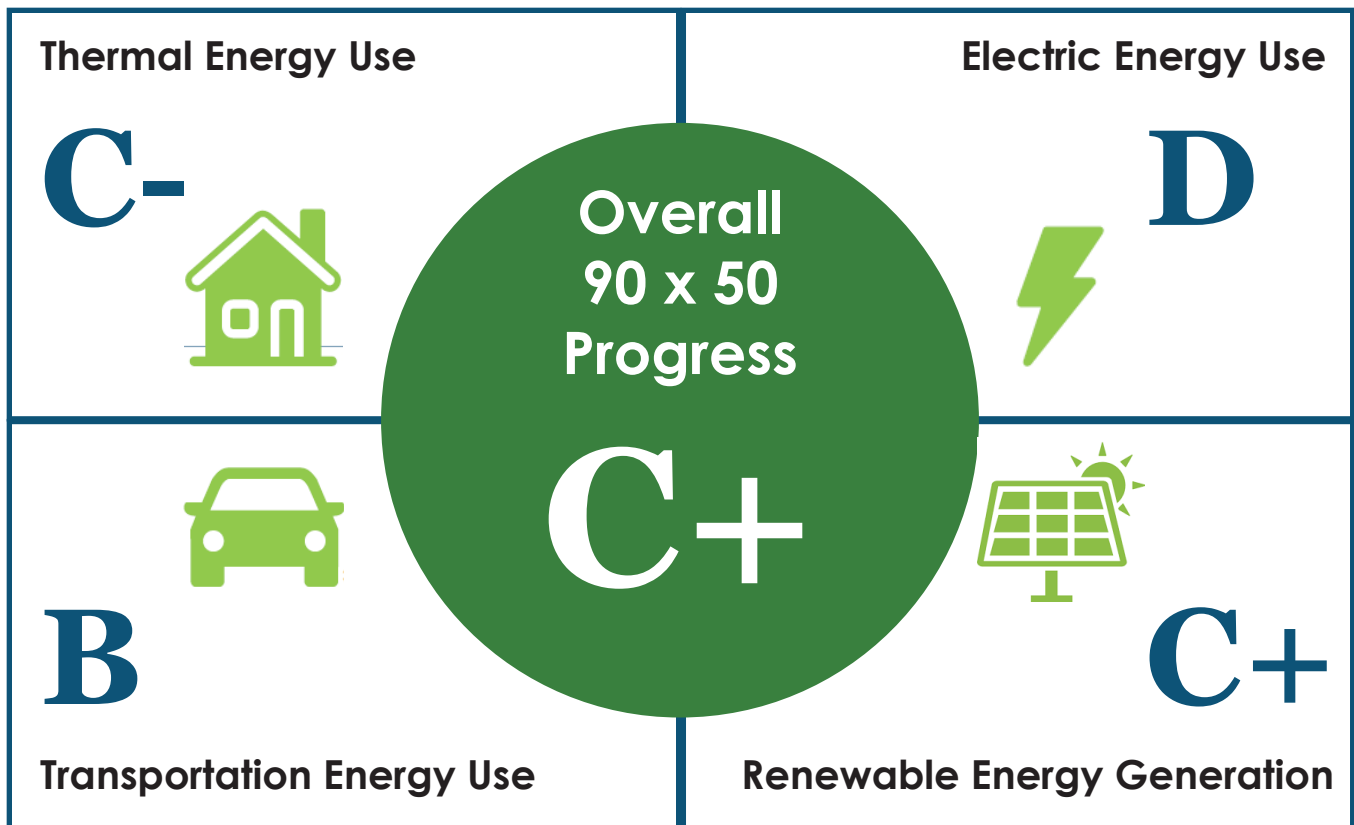 Thermal Energy Use
C-
Electric Energy Use
D
Overall
90 x 50
Progress
C+
B
Transportation Energy Use
C+
Renewable Energy Generation